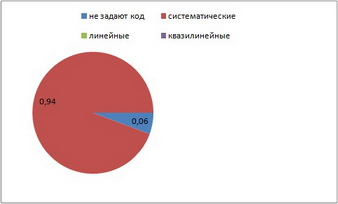 не задают код систематические
линейные квазилинейные
0,94
0,06